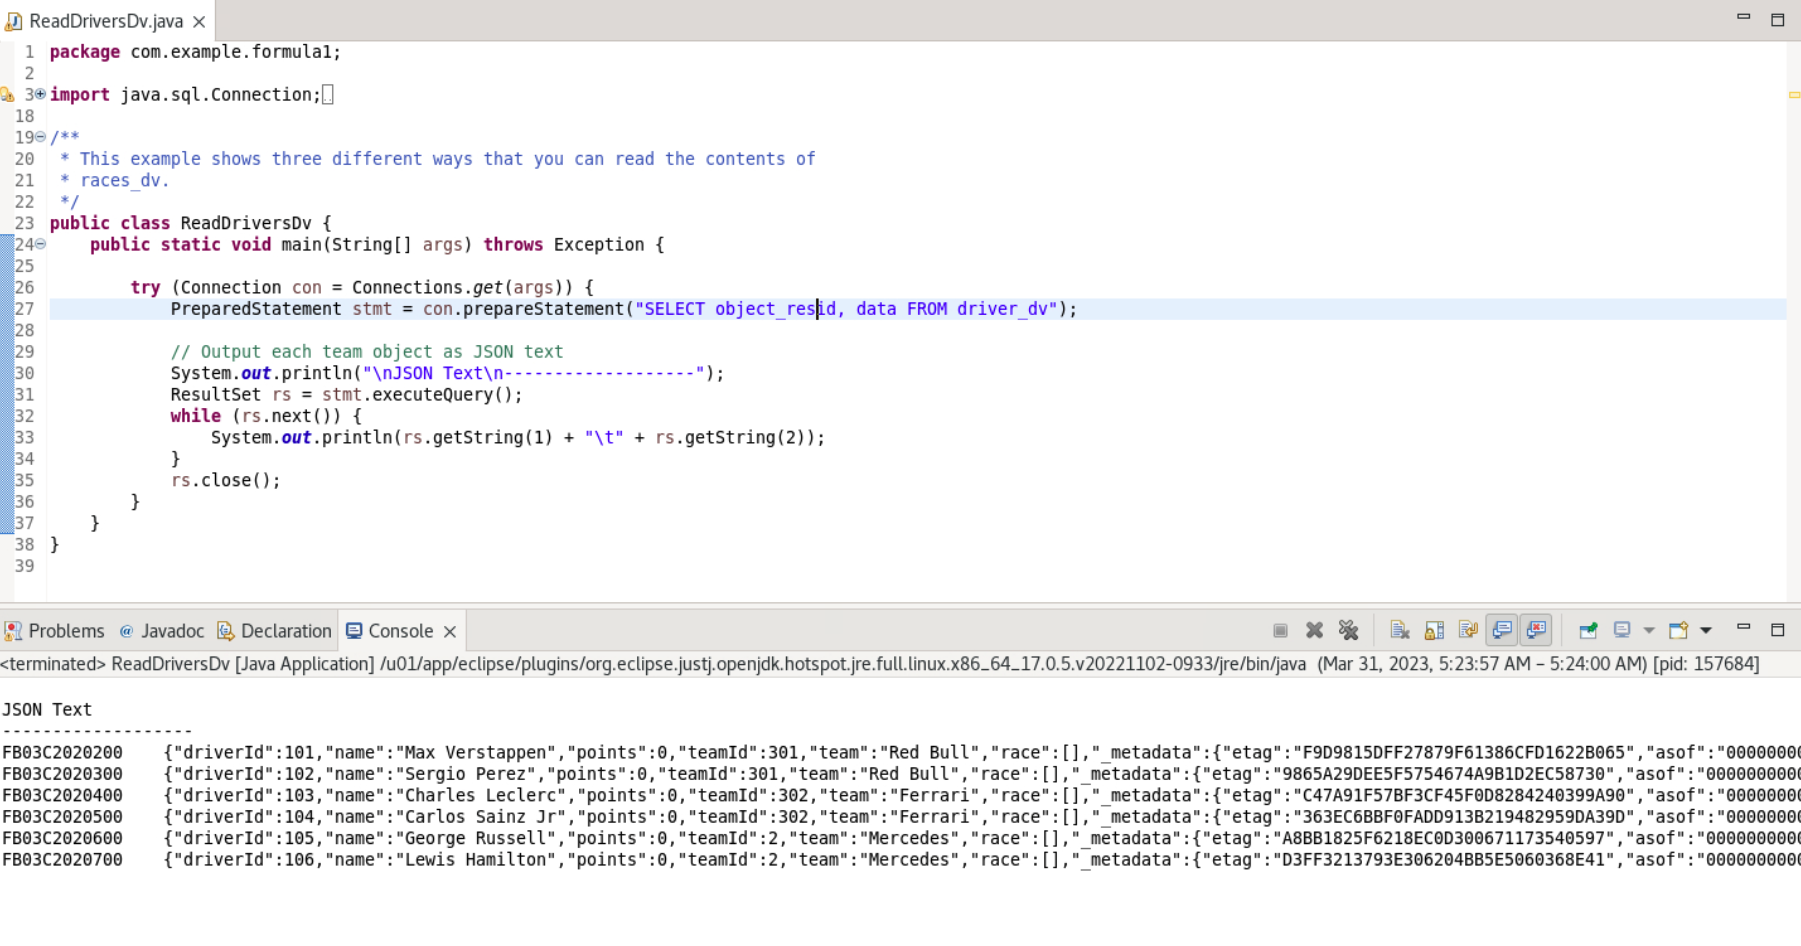 ReadDriversDv.java
1 package com.example.formula1;
2
3 import java.sql.Connection;
18
19 /**
20  * This example shows three different ways that you can read the contents of
21  * races_dv.
22  */
23 public class ReadDriversDv {
24     public static void main(String[] args) throws Exception {
25
26         try (Connection con = Connections.get(args)) {
27             PreparedStatement stmt = con.prepareStatement("SELECT object_resid, data FROM driver_dv");
28
29             // Output each team object as JSON text
30             System.out.println("\nJSON Text\n-------------------");
31             ResultSet rs = stmt.executeQuery();
32             while (rs.next()) {
33                 System.out.println(rs.getString(1) + "\t" + rs.getString(2));
34             }
35             rs.close();
36         }
37     }
38 }
39
Problems @ Javadoc Declaration Console
<terminated> ReadDriversDv [Java Application] /u01/app/eclipse/plugins/org.eclipse.justj.openjdk.hotspot.jre.full.linux.x86_64_17.0.5.v20221102-0933/jre/bin/java (Mar 31, 2023, 5:23:57 AM – 5:24:00 AM) [pid: 157684]
JSON Text
-------------------
FB03C2020200    {"driverId":101,"name":"Max Verstappen","points":0,"teamId":301,"team":"Red Bull","race":[],"_metadata":{"etag":"F9D9815DFF27879F61386CFD1622B065","asof":"00000000
FB03C2020300    {"driverId":102,"name":"Sergio Perez","points":0,"teamId":301,"team":"Red Bull","race":[],"_metadata":{"etag":"9865A29DEE5F5754674A9B1D2EC58730","asof":"0000000000
FB03C2020400    {"driverId":103,"name":"Charles Leclerc","points":0,"teamId":302,"team":"Ferrari","race":[],"_metadata":{"etag":"C47A91F57BF3CF45F0D8284240399A90","asof":"00000000
FB03C2020500    {"driverId":104,"name":"Carlos Sainz Jr","points":0,"teamId":302,"team":"Ferrari","race":[],"_metadata":{"etag":"363EC6BBF0FADD913B219482959DA39D","asof":"00000000
FB03C2020600    {"driverId":105,"name":"George Russell","points":0,"teamId":2,"team":"Mercedes","race":[],"_metadata":{"etag":"A8BB1825F6218EC0D300671173540597","asof":"0000000000
FB03C2020700    {"driverId":106,"name":"Lewis Hamilton","points":0,"teamId":2,"team":"Mercedes","race":[],"_metadata":{"etag":"D3FF3213793E306204BB5E5060368E41","asof":"0000000000